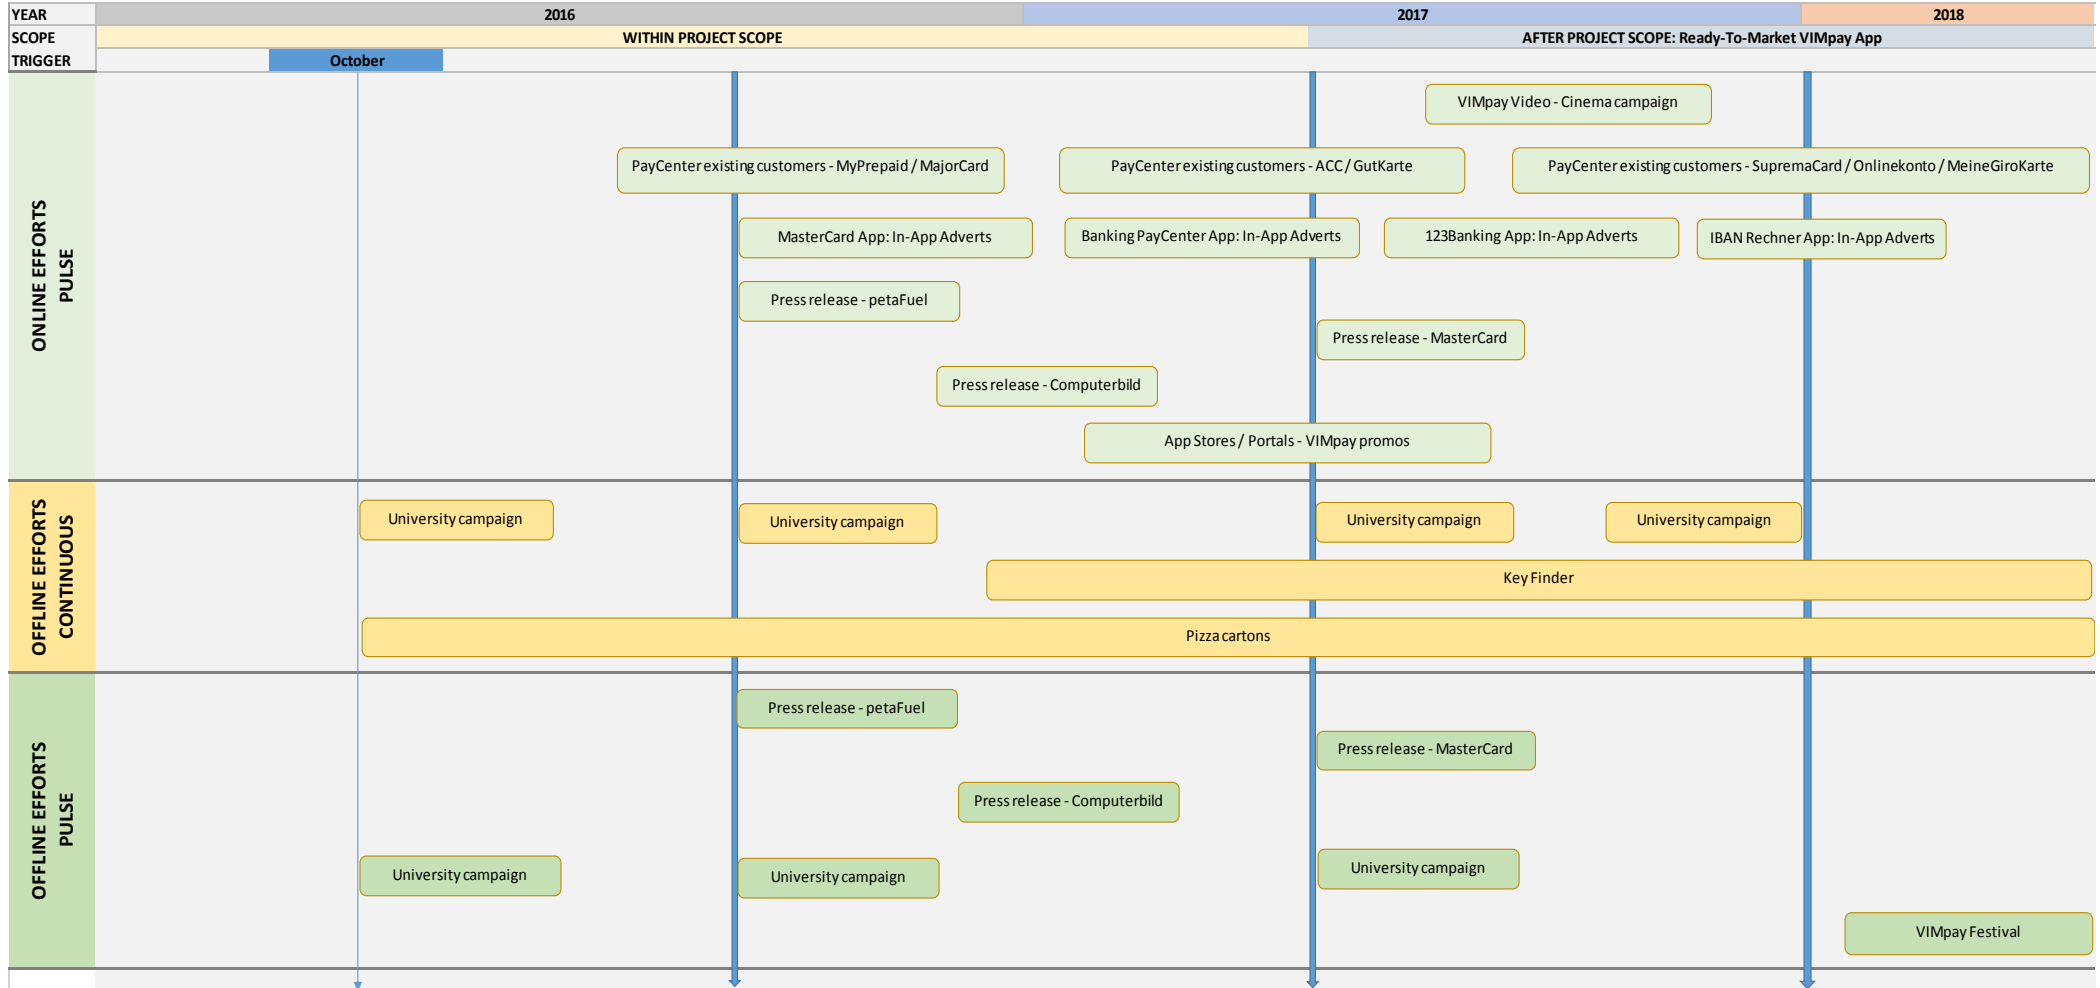 YEAR
2016
2017
2018
SCOPE
WITHIN PROJECT SCOPE
AFTER PROJECT SCOPE: Ready-To-Market VIMpay App
TRIGGER
October
ONLINE EFFORTS
PULSE
VIMpay Video - Cinema campaign
PayCenter existing customers - MyPrepaid / MajorCard
PayCenter existing customers - ACC / GutKarte
PayCenter existing customers - SupremaCard / Onlinekonto / MeineGiroKarte
MasterCard App: In-App Adverts
Banking PayCenter App: In-App Adverts
123Banking App: In-App Adverts
IBAN Rechner App: In-App Adverts
Press release - petaFuel
Press release - MasterCard
Press release - Computerbild
App Stores / Portals - VIMpay promos
OFFLINE EFFORTS
CONTINUOUS
University campaign
University campaign
University campaign
University campaign
Key Finder
Pizza cartons
OFFLINE EFFORTS
PULSE
Press release - petaFuel
Press release - MasterCard
Press release - Computerbild
University campaign
University campaign
University campaign
VIMpay Festival